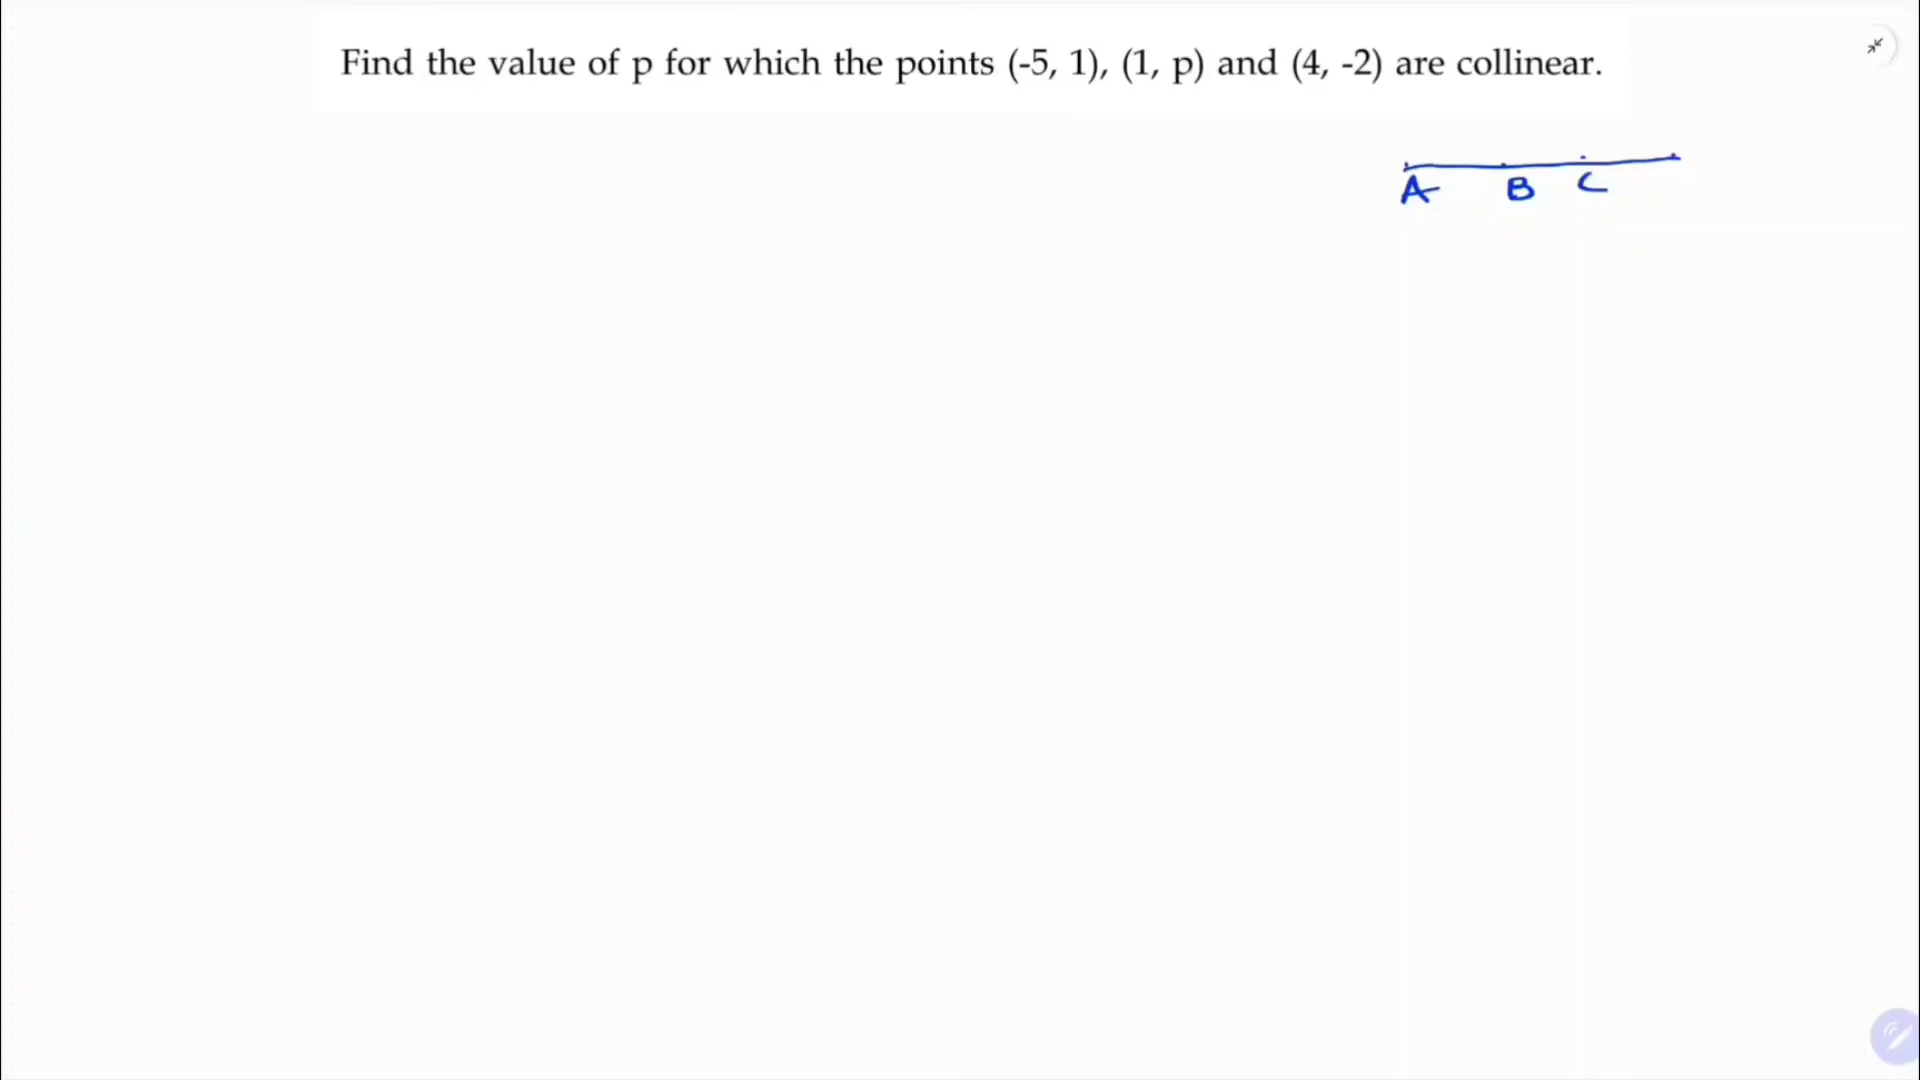 Find the value of p for which the points (-5, 1), (1, p) and (4, -2) are collinear.
A B C